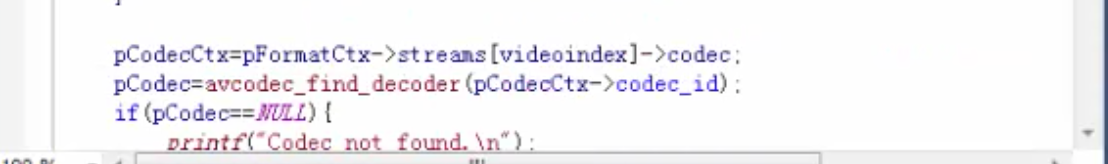 pCodecCtx=pFormatCtx->streams[videoindex]->codec;
pCodec=avcodec_find_decoder(pCodecCtx->codec_id);
if(pCodec==NULL){
printf("Codec not found.\n");